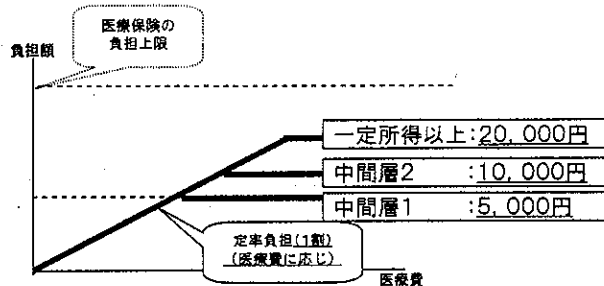 医療保険の
負担上限
負担額
一定所得以上:20,000円
中間層2 :10,000円
中間層1 :5,000円
定率負担(1割)
(医療費に応じ)
医療費